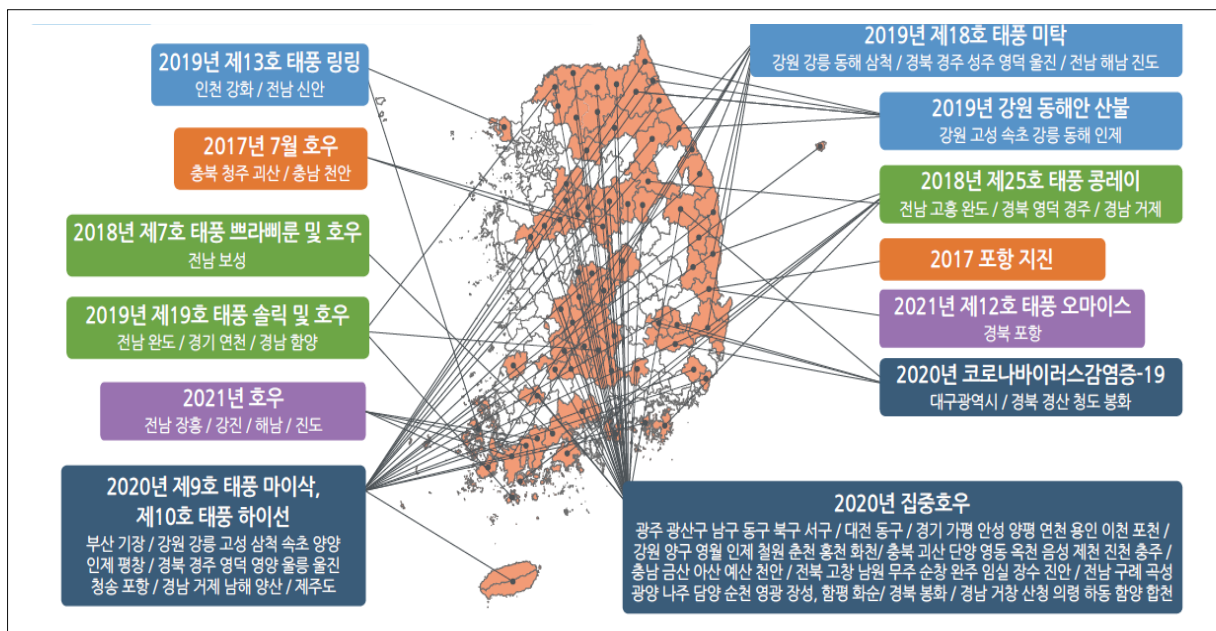 2019년 제13호 태풍 링링
인천 강화 / 전남 신안
2017년 7월 호우
충북 청주 괴산 / 충남 천안
2018년 제7호 태풍 쁘라삐룬 및 호우
전남 보성
2019년 제19호 태풍 솔릭 및 호우
전남 완도 / 경기 연천 / 경남 함양
2021년 호우
전남 장흥 / 강진 / 해남 / 진도
2020년 제9호 태풍 마이삭,
제10호 태풍 하이선
부산 기장 / 강원 강릉 고성 삼척 속초 양양
인제 평창 / 경북 경주 영덕 영양 울릉 울진
청송 포항 / 경남 거제 남해 양산 / 제주도
2019년 제18호 태풍 미탁
강원 강릉 동해 삼척 / 경북 경주 성주 영덕 울진 / 전남 해남 진도
2019년 강원 동해안 산불
강원 고성 속초 강릉 동해 인제
2018년 제25호 태풍 콩레이
전남 고흥 완도 / 경북 영덕 경주 / 경남 거제
2017 포항 지진
2021년 제12호 태풍 오마이스
경북 포항
2020년 코로나바이러스감염증-19
대구광역시 / 경북 경산 청도 봉화
2020년 집중호우
광주 광산구 남구 동구 북구 서구 / 대전 동구 / 경기 가평 안성 양평 연천 용인 이천 포천 /
강원 양구 영월 인제 철원 춘천 홍천 화천/ 충북 괴산 단양 영동 옥천 음성 제천 진천 충주 /
충남 금산 아산 예산 천안 / 전북 고창 남원 무주 순창 완주 임실 장수 진안 / 전남 구례 곡성
광양 나주 담양 순천 영광 장성, 함평 화순/ 경북 봉화 / 경남 거창 산청 의령 하동 함양 합천